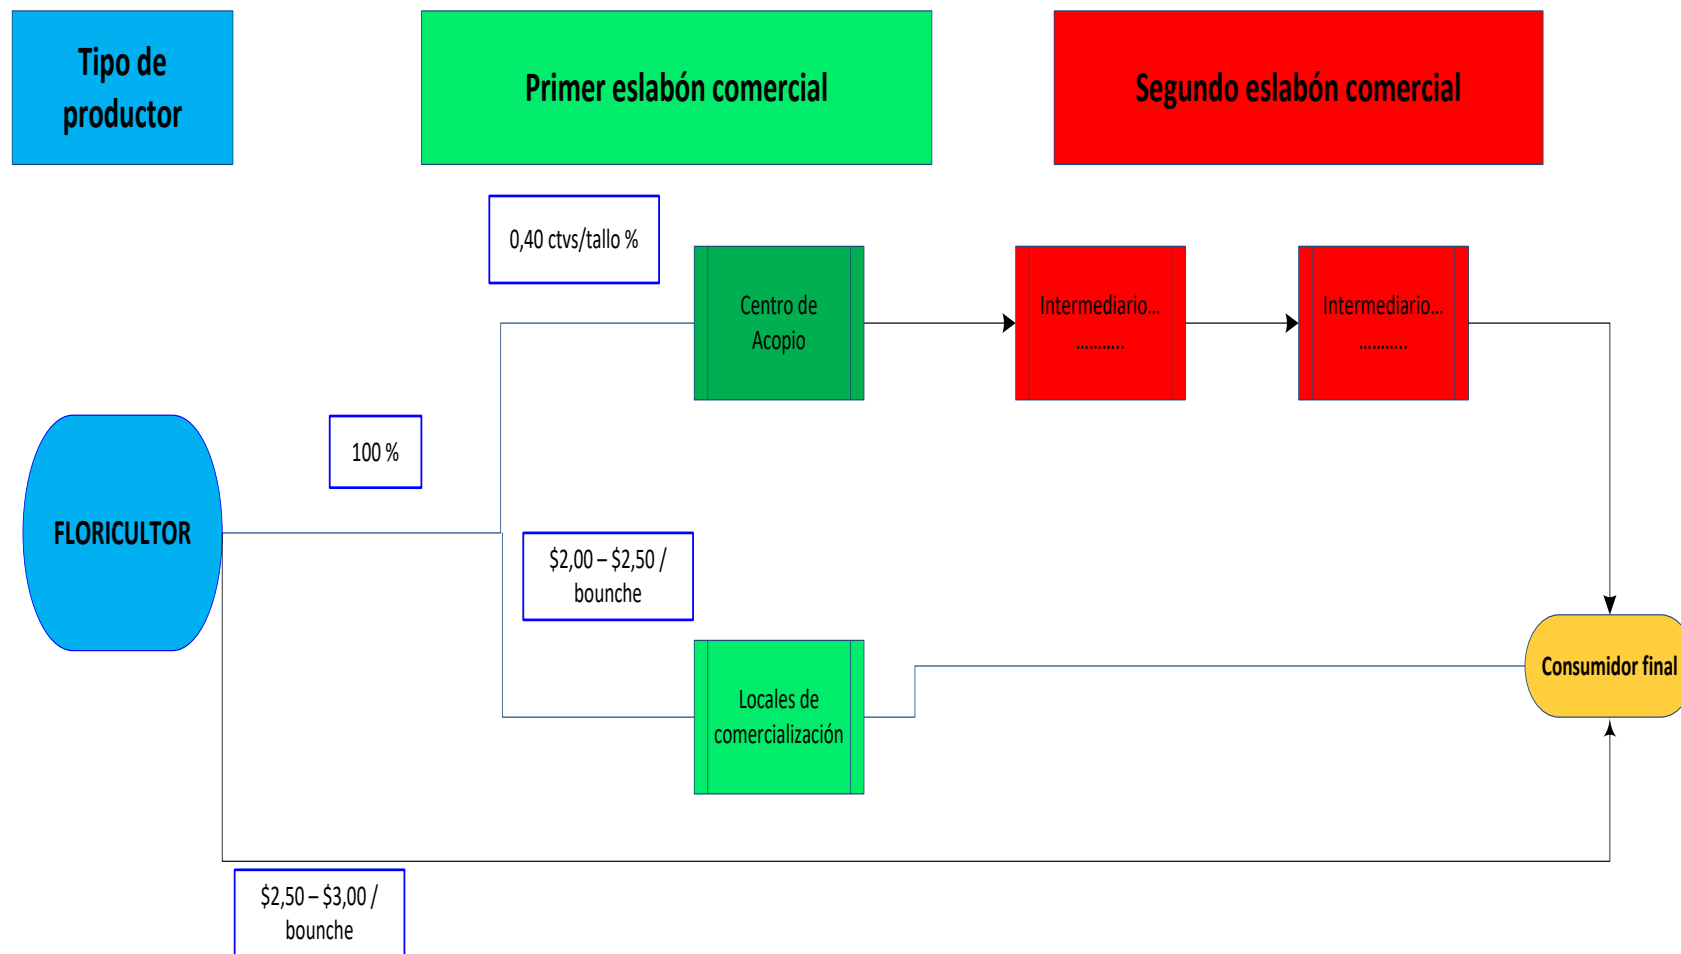 Tipo de
productor
Primer eslabón comercial
Segundo eslabón comercial
0,40 ctvs/tallo %
Centro de
Acopio
Intermediario...
...........
Intermediario...
...........
100 %
FLORICULTOR
$2,00 – $2,50 /
bounche
Locales de
comercialización
Consumidor final
$2,50 – $3,00 /
bounche